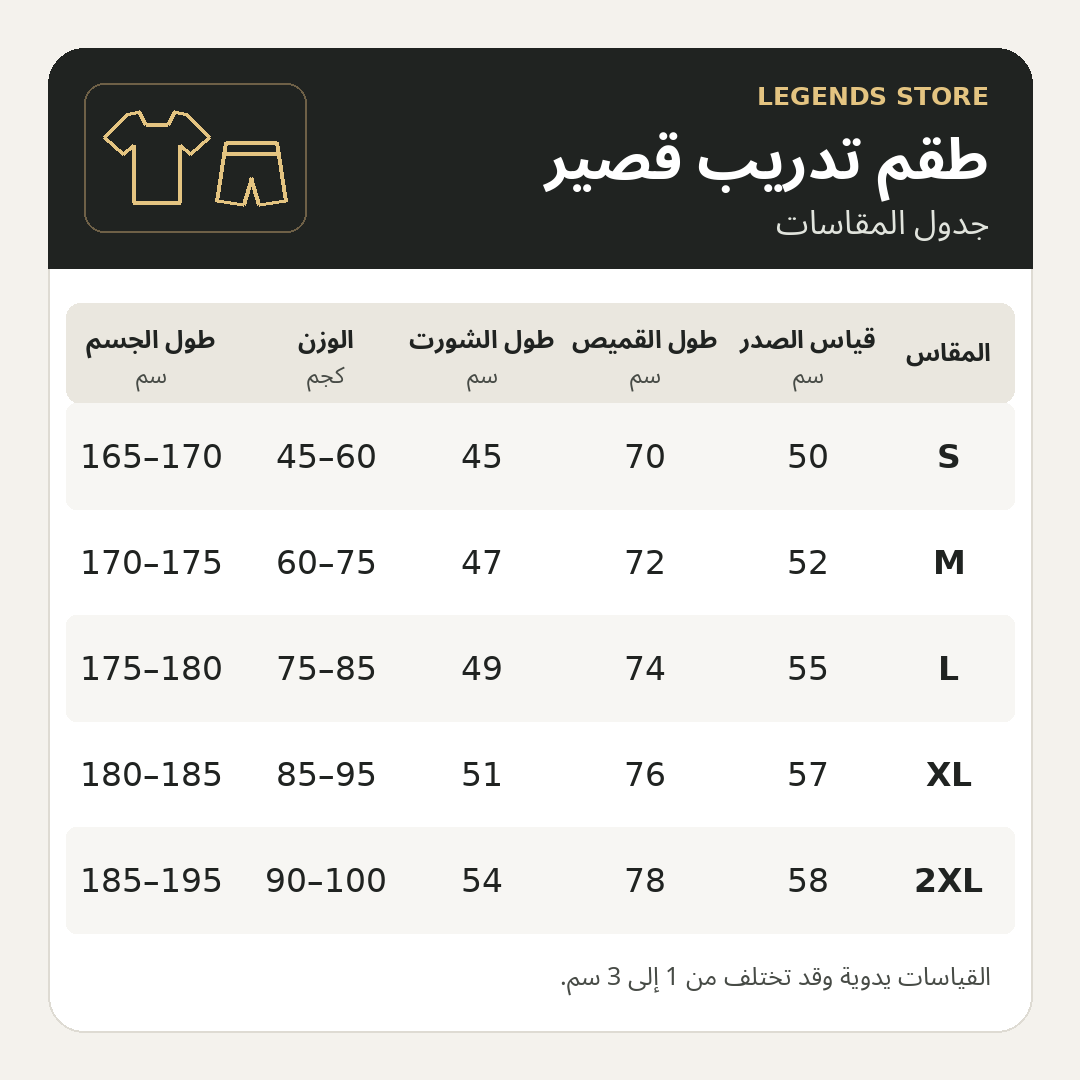 LEGENDS STORE
طقم تدريب قصير
جدول المقاسات
المقاس قياس الصدر طول القميص طول الشورت الوزن طول الجسم
سم سم سم كجم سم
S 50 70 45 45–60 165–170
M 52 72 47 60–75 170–175
L 55 74 49 75–85 175–180
XL 57 76 51 85–95 180–185
2XL 58 78 54 90–100 185–195
القياسات يدوية وقد تختلف من 1 إلى 3 سم.